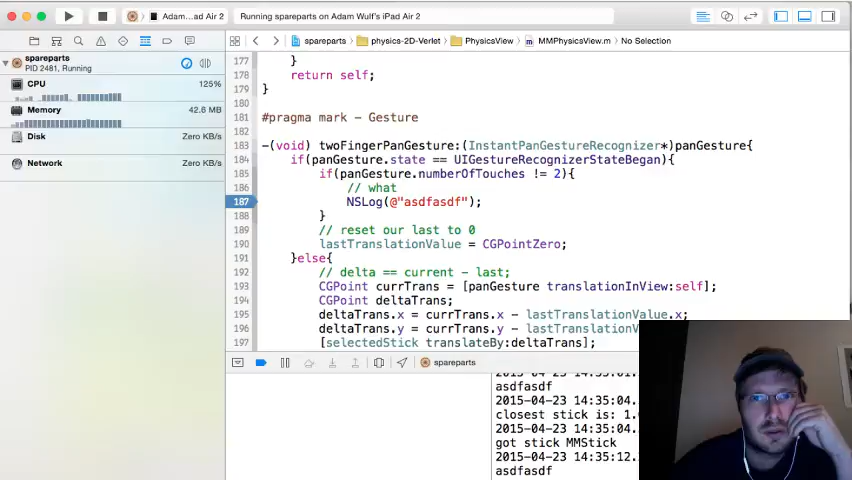 Adam...ad Air 2
Running spareparts on Adam Wulf's iPad Air 2
spareparts
physics-2D-Verlet
PhysicsView
MMPhysicsView.m
No Selection
spareparts
PID 2481, Running
CPU
125%
Memory
42.6 MB
Disk
Zero KB/s
Network
Zero KB/s
177 }
178 return self;
179 }
180
181 #pragma mark - Gesture
182
183 -(void) twoFingerPanGesture:(InstantPanGestureRecognizer*)panGesture{
184 if(panGesture.state == UIGestureRecognizerStateBegan){
185 if(panGesture.numberOfTouches != 2){
186 // what
187 NSLog(@"asdfasdf");
188 }
189 // reset our last to 0
190 lastTranslationValue = CGPointZero;
191 }else{
192 // delta == current - last;
193 CGPoint currTrans = [panGesture translationInView:self];
194 CGPoint deltaTrans;
195 deltaTrans.x = currTrans.x - lastTranslationValue.x;
196 deltaTrans.y = currTrans.y - lastTranslationV
197 [selectedStick translateBy:deltaTrans];
spareparts
2015-04-23 14:35:01.
asdfasdf
2015-04-23 14:35:04.
closest stick is: 1.
2015-04-23 14:35:04.
got stick MMStick
2015-04-23 14:35:12.
asdfasdf